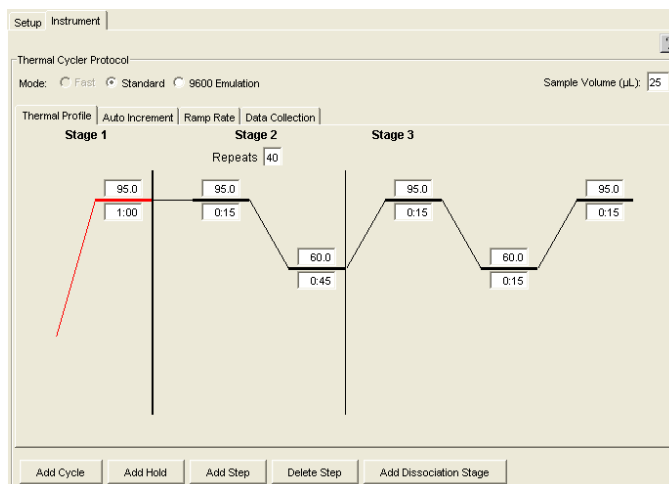 Setup Instrument
?
Thermal Cycler Protocol
Mode: Fast Standard 9600 Emulation Sample Volume (µL): 25
Thermal Profile Auto Increment Ramp Rate Data Collection
Stage 1 Stage 2 Stage 3
Repeats 40
95.0 95.0 95.0 95.0
1:00 0:15 0:15 0:15
60.0 60.0
0:45 0:15
Add Cycle Add Hold Add Step Delete Step Add Dissociation Stage